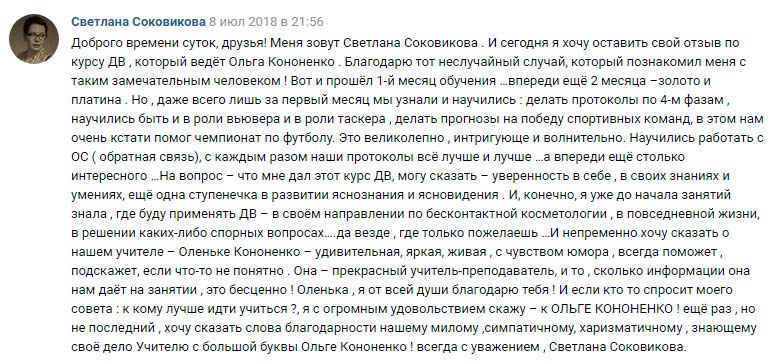 Светлана Соковикова 8 июл 2018 в 21:56
Доброго времени суток, друзья! Меня зовут Светлана Соковикова . И сегодня я хочу оставить свой отзыв по
курсу ДВ , который ведёт Ольга Кононенко . Благодарю тот неслучайный случай, который познакомил меня с
таким замечательным человеком ! Вот и прошёл 1-й месяц обучения ...впереди ещё 2 месяца –золото и
платина . Но , даже всего лишь за первый месяц мы узнали и научились : делать протоколы по 4-м фазам ,
научились быть и в роли вьювера и в роли таскера , делать прогнозы на победу спортивных команд, в этом нам
очень кстати помог чемпионат по футболу. Это великолепно , интригующе и волнительно. Научились работать с
ОС ( обратная связь), с каждым разом наши протоколы всё лучше и лучше ...а впереди ещё столько
интересного ...На вопрос – что мне дал этот курс ДВ, могу сказать – уверенность в себе , в своих знаниях и
умениях, ещё одна ступенечка в развитии яснознания и ясновидения . И, конечно, я уже до начала занятий
знала , где буду применять ДВ – в своём направлении по бесконтактной косметологии , в повседневной жизни,
в решении каких-либо спорных вопросах....да везде , где только пожелаешь ...И непременно хочу сказать о
нашем учителе – Оленьке Кононенко – удивительная, яркая, живая , с чувством юмора , всегда поможет ,
подскажет, если что-то не понятно . Она – прекрасный учитель-преподаватель, и то , сколько информации она
нам даёт на занятии , это бесценно ! Оленька , я от всей души благодарю тебя ! И если кто то спросит моего
совета : к кому лучше идти учиться ?, я с огромным удовольствием скажу – к ОЛЬГЕ КОНОНЕНКО ! ещё раз , но
не последний , хочу сказать слова благодарности нашему милому ,симпатичному, харизматичному , знающему
своё дело Учителю с большой буквы Ольге Кононенко ! всегда с уважением , Светлана Соковикова.